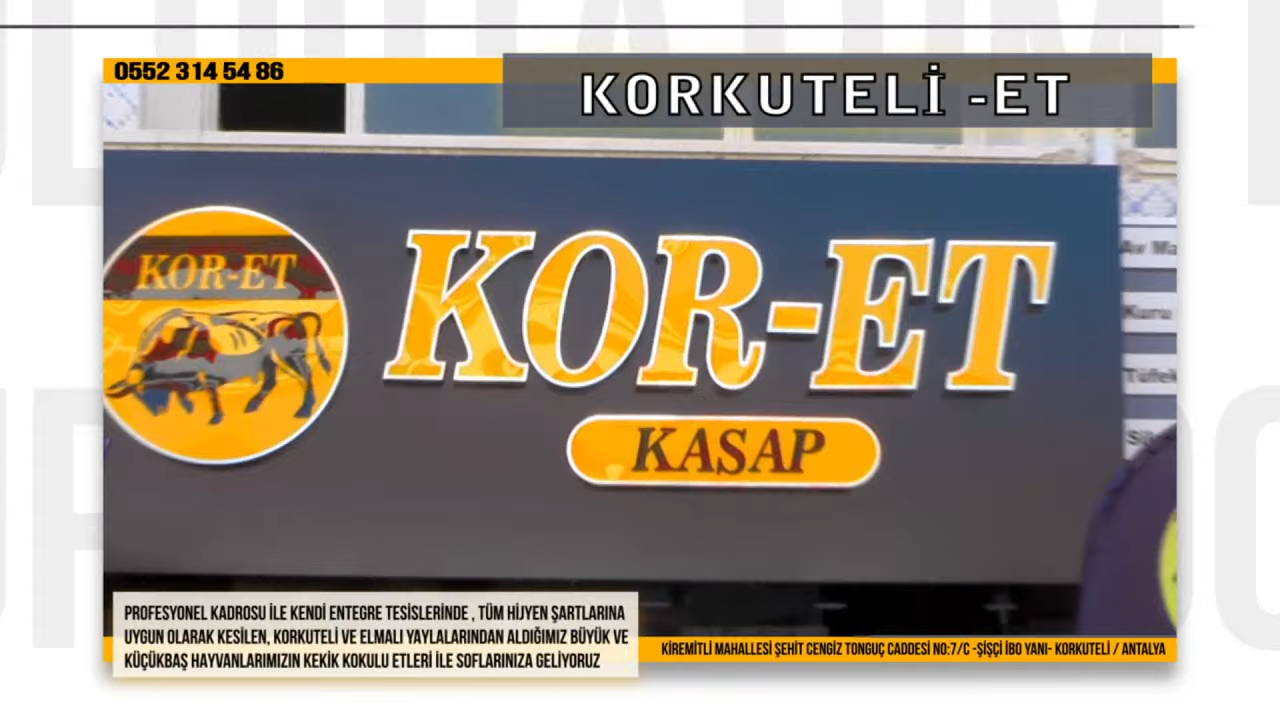 0552 314 54 86
KORKUTELİ -ET
KOR-ET
KOR-ET
KASAP
Av
Kuru
PROFESYONEL KADROSU İLE KENDİ ENTEGRE TESİSLERİNDE , TÜM HİJYEN ŞARTLARINA
UYGUN OLARAK KESİLEN, KORKUTELİ VE ELMALI YAYLALARINDAN ALDIĞIMIZ BÜYÜK VE
KÜÇÜKBAŞ HAYVANLARIMIZIN KEKİK KOKULU ETLERİ İLE SOFLARINIZA GELİYORUZ
KİREMİTLİ MAHALLESİ ŞEHİT CENGİZ TONGUÇ CADDESİ NO:7/C -ŞİŞÇİ İBO YANI- KORKUTELİ / ANTALYA